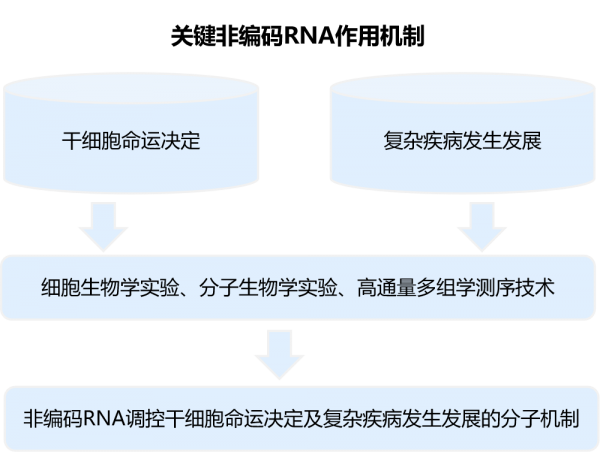 关键非编码RNA作用机制
干细胞命运决定
复杂疾病发生发展
细胞生物学实验、分子生物学实验、高通量多组学测序技术
非编码RNA调控干细胞命运决定及复杂疾病发生发展的分子机制